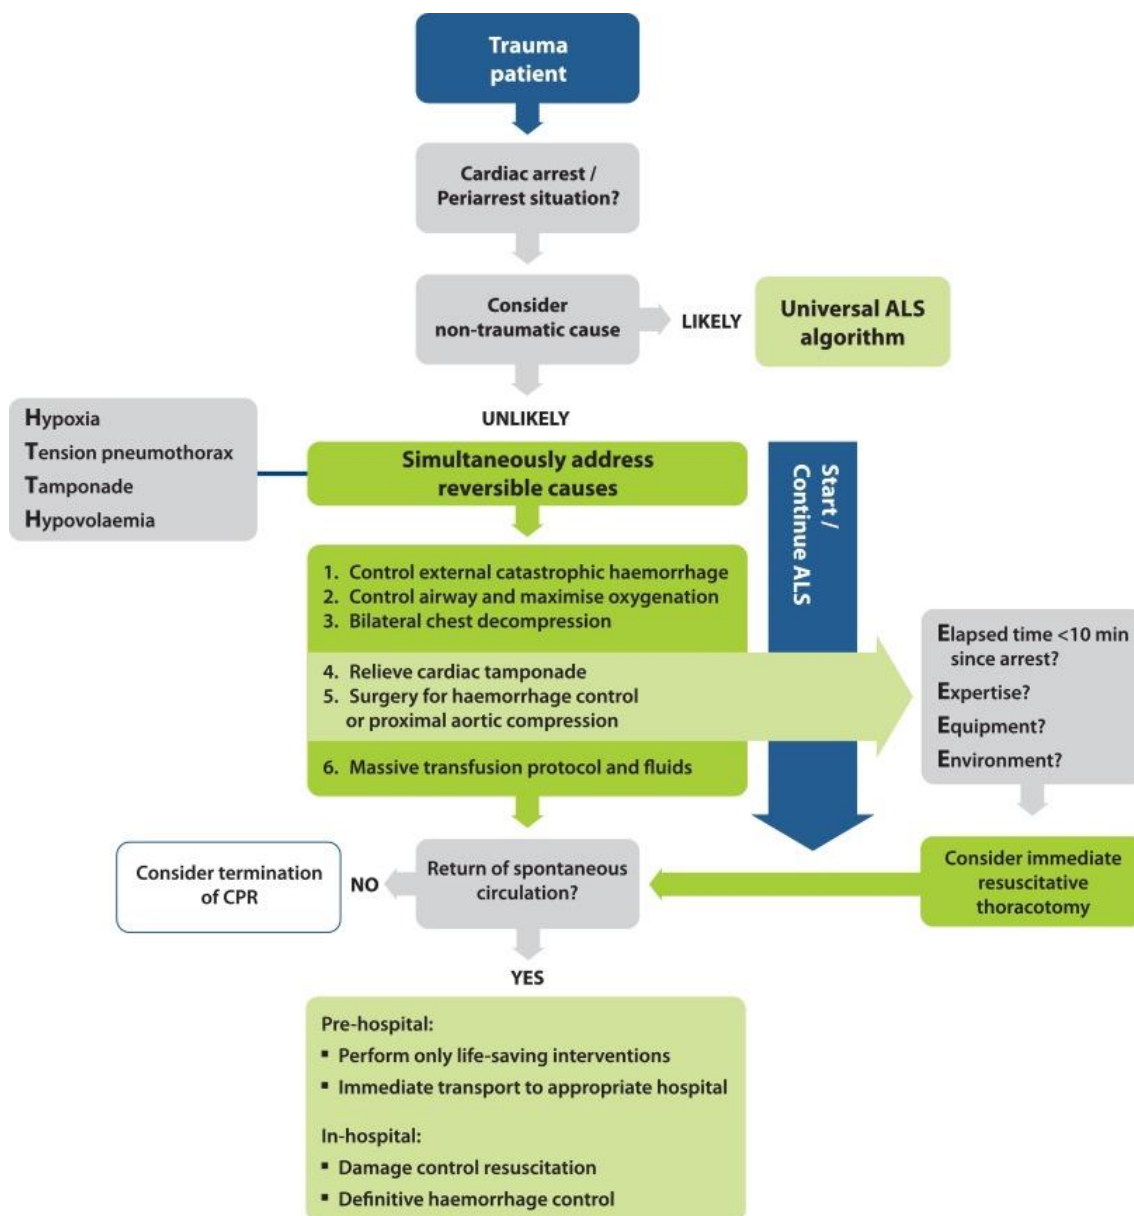 Trauma
patient
Cardiac arrest /
Periarrest situation?
Consider
non-traumatic cause
LIKELY
Universal ALS
algorithm
UNLIKELY
Hypoxia
Tension pneumothorax
Tamponade
Hypovolaemia
Simultaneously address
reversible causes
Start /
Continue ALS
1. Control external catastrophic haemorrhage
2. Control airway and maximise oxygenation
3. Bilateral chest decompression
4. Relieve cardiac tamponade
5. Surgery for haemorrhage control
or proximal aortic compression
6. Massive transfusion protocol and fluids
Elapsed time <10 min
since arrest?
Expertise?
Equipment?
Environment?
Consider immediate
resuscitative
thoracotomy
Return of spontaneous
circulation?
NO
Consider termination
of CPR
YES
Pre-hospital:
▪ Perform only life-saving interventions
▪ Immediate transport to appropriate hospital
In-hospital:
▪ Damage control resuscitation
▪ Definitive haemorrhage control